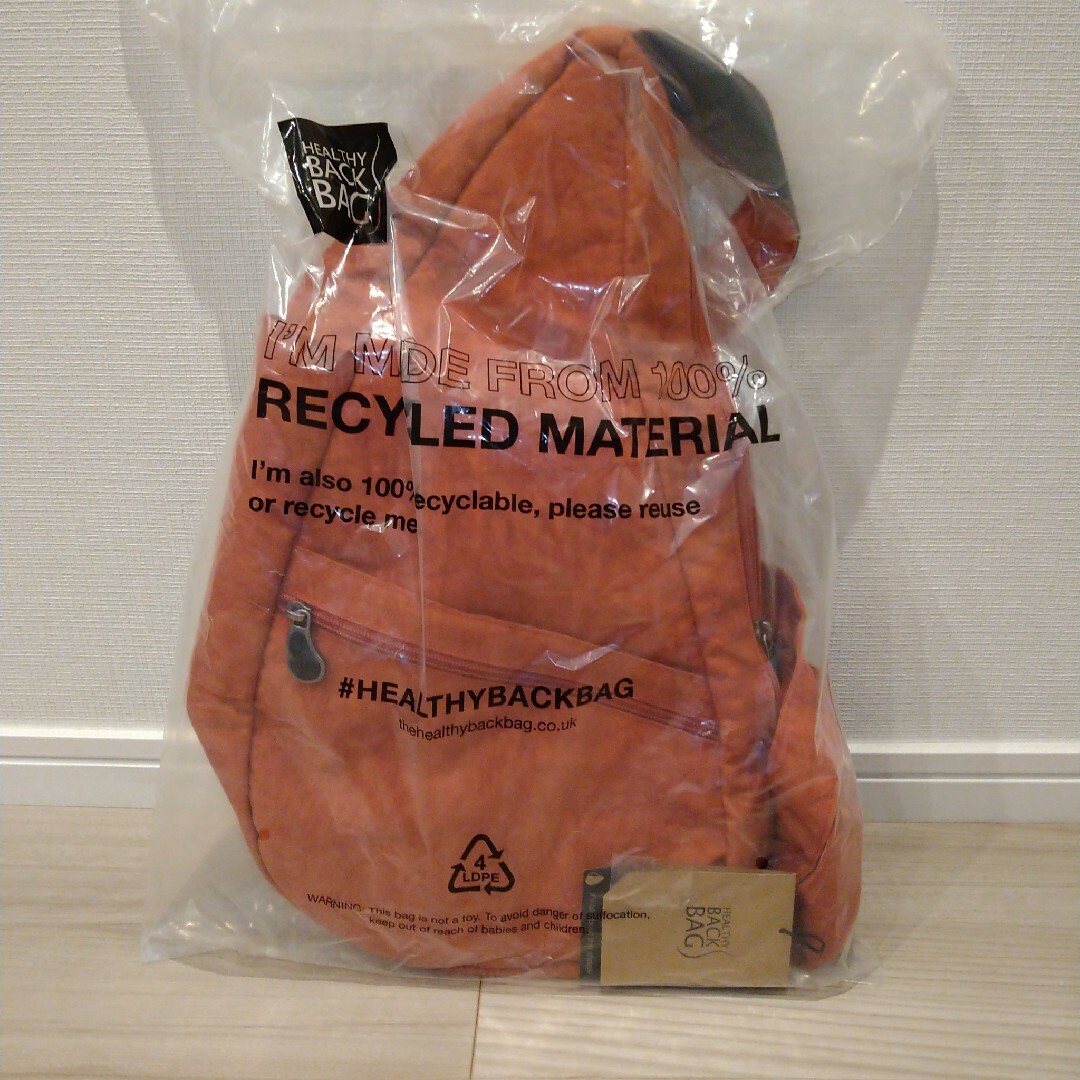 HEALTHY
BACK
BAG
I'M MDE FROM 100%
RECYLED MATERIAL
I'm also 100% ecyclable, please reuse
or recycle me
#HEALTHYBACKBAG
thehealthybackbag.co.uk
4
LDPE
WARNING: This bag is not a toy. To avoid danger of suffocation,
keep out of reach of babies and children.
HEALTHY
BACK
BAG